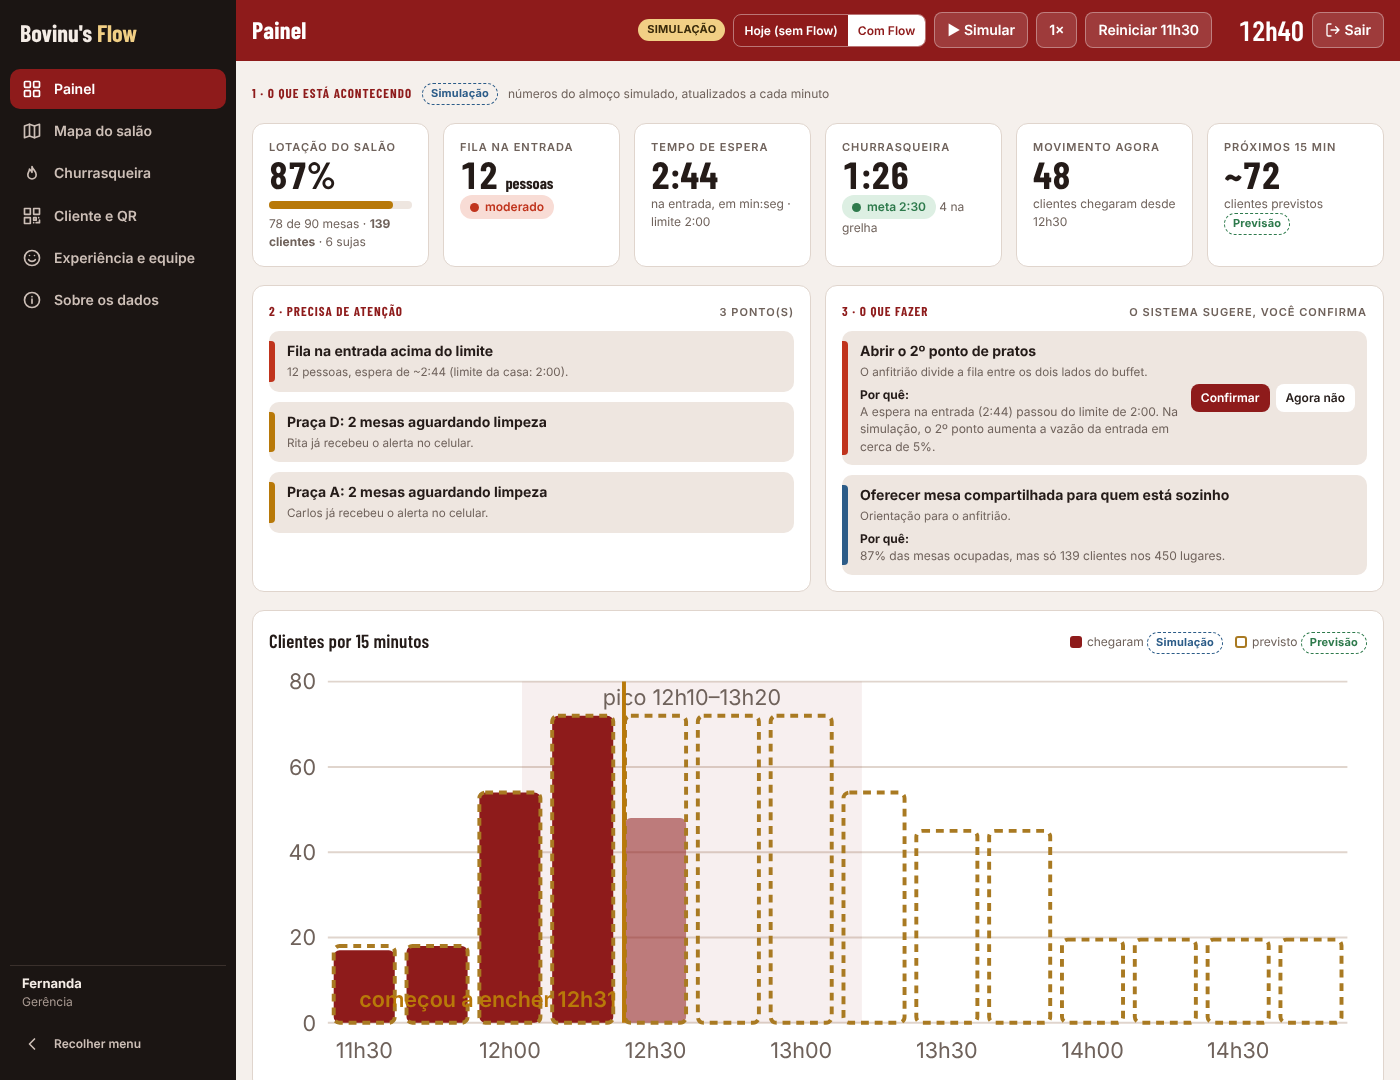 Bovinu's Flow
Painel
Mapa do salão
Churrasqueira
Cliente e QR
Experiência e equipe
Sobre os dados
Fernanda
Gerência
Recolher menu
Painel
SIMULAÇÃO
Hoje (sem Flow)
Com Flow
Simular
1×
Reiniciar 11h30
12h40
Sair
1 · O QUE ESTÁ ACONTECENDO
Simulação
números do almoço simulado, atualizados a cada minuto
LOTAÇÃO DO SALÃO
87%
78 de 90 mesas · 139
clientes · 6 sujas
FILA NA ENTRADA
12 pessoas
moderado
TEMPO DE ESPERA
2:44
na entrada, em min:seg ·
limite 2:00
CHURRASQUEIRA
1:26
meta 2:30 4 na
grelha
MOVIMENTO AGORA
48
clientes chegaram desde
12h30
PRÓXIMOS 15 MIN
~72
clientes previstos
Previsão
2 · PRECISA DE ATENÇÃO
3 PONTO(S)
Fila na entrada acima do limite
12 pessoas, espera de ~2:44 (limite da casa: 2:00).
Praça D: 2 mesas aguardando limpeza
Rita já recebeu o alerta no celular.
Praça A: 2 mesas aguardando limpeza
Carlos já recebeu o alerta no celular.
3 · O QUE FAZER
O SISTEMA SUGERE, VOCÊ CONFIRMA
Abrir o 2º ponto de pratos
O anfitrião divide a fila entre os dois lados do buffet.
Por quê:
A espera na entrada (2:44) passou do limite de 2:00. Na
simulação, o 2º ponto aumenta a vazão da entrada em
cerca de 5%.
Confirmar
Agora não
Oferecer mesa compartilhada para quem está sozinho
Orientação para o anfitrião.
Por quê:
87% das mesas ocupadas, mas só 139 clientes nos 450 lugares.
Clientes por 15 minutos
chegaram
Simulação
previsto
Previsão
80
pico 12h10–13h20
60
40
20
começou a encher 12h31
0
11h30
12h00
12h30
13h00
13h30
14h00
14h30